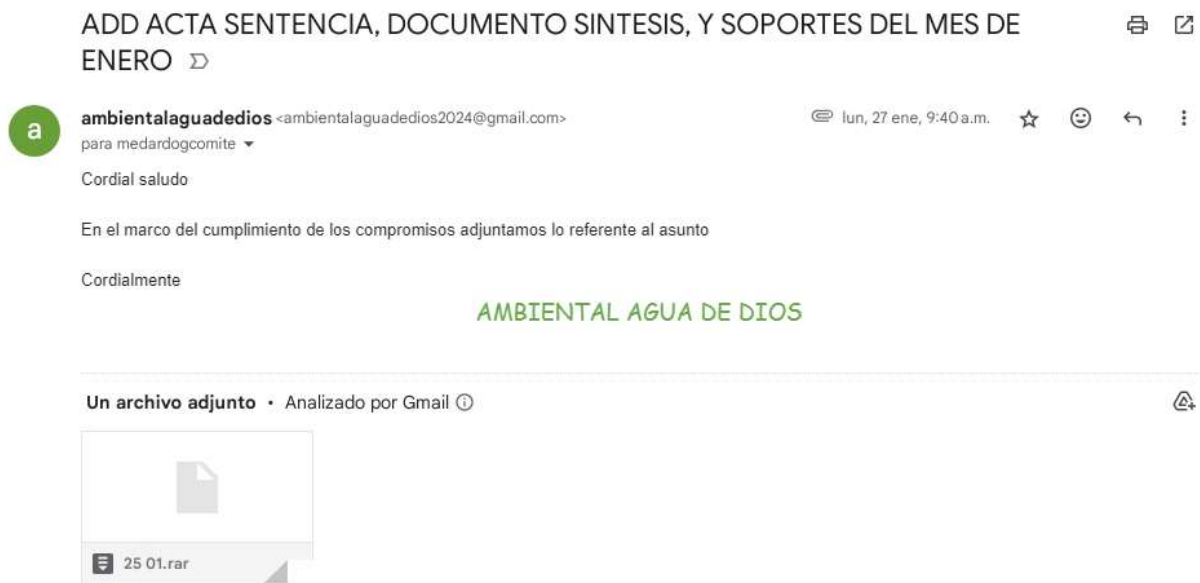 ADD ACTA SENTENCIA, DOCUMENTO SINTESIS, Y SOPORTES DEL MES DE
ENERO
a
ambientalaguadedios <ambientalaguadedios2024@gmail.com>
lun, 27 ene, 9:40 a.m.
para medardogcomite
Cordial saludo
En el marco del cumplimiento de los compromisos adjuntamos lo referente al asunto
Cordialmente
AMBIENTAL AGUA DE DIOS
Un archivo adjunto • Analizado por Gmail
25 01.rar